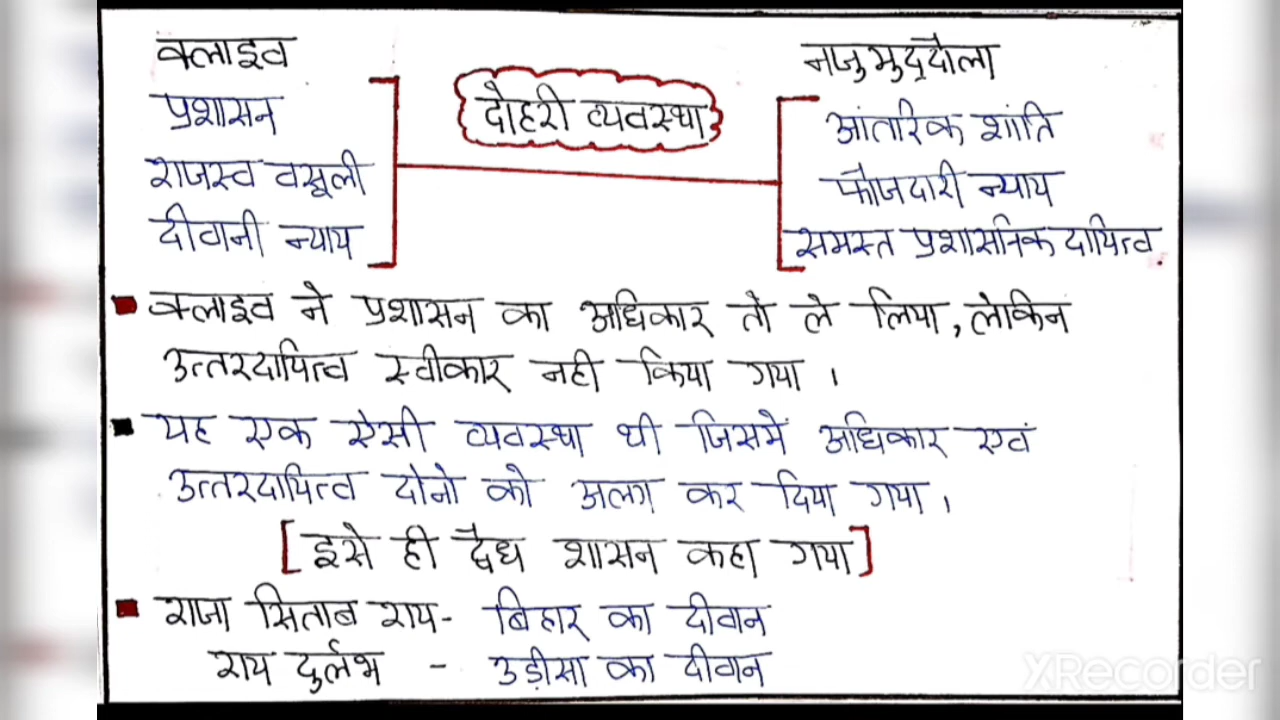 क्लाइव
प्रशासन
राजस्व वसूली
दीवानी न्याय
दोहरी व्यवस्था
नजुमुद्दौला
आंतरिक शांति
फौजदारी न्याय
समस्त प्रशासनिक दायित्व
क्लाइव ने प्रशासन का अधिकार तो ले लिया, लेकिन
उत्तरदायित्व स्वीकार नही किया गया ।
यह एक ऐसी व्यवस्था थी जिसमें अधिकार एवं
उत्तरदायित्व दोनो को अलग कर दिया गया ।
[इसे ही द्वैध शासन कहा गया]
राजा सिताब राय- बिहार का दीवान
राय दुर्लभ - उड़ीसा का दीवान
XRecorder